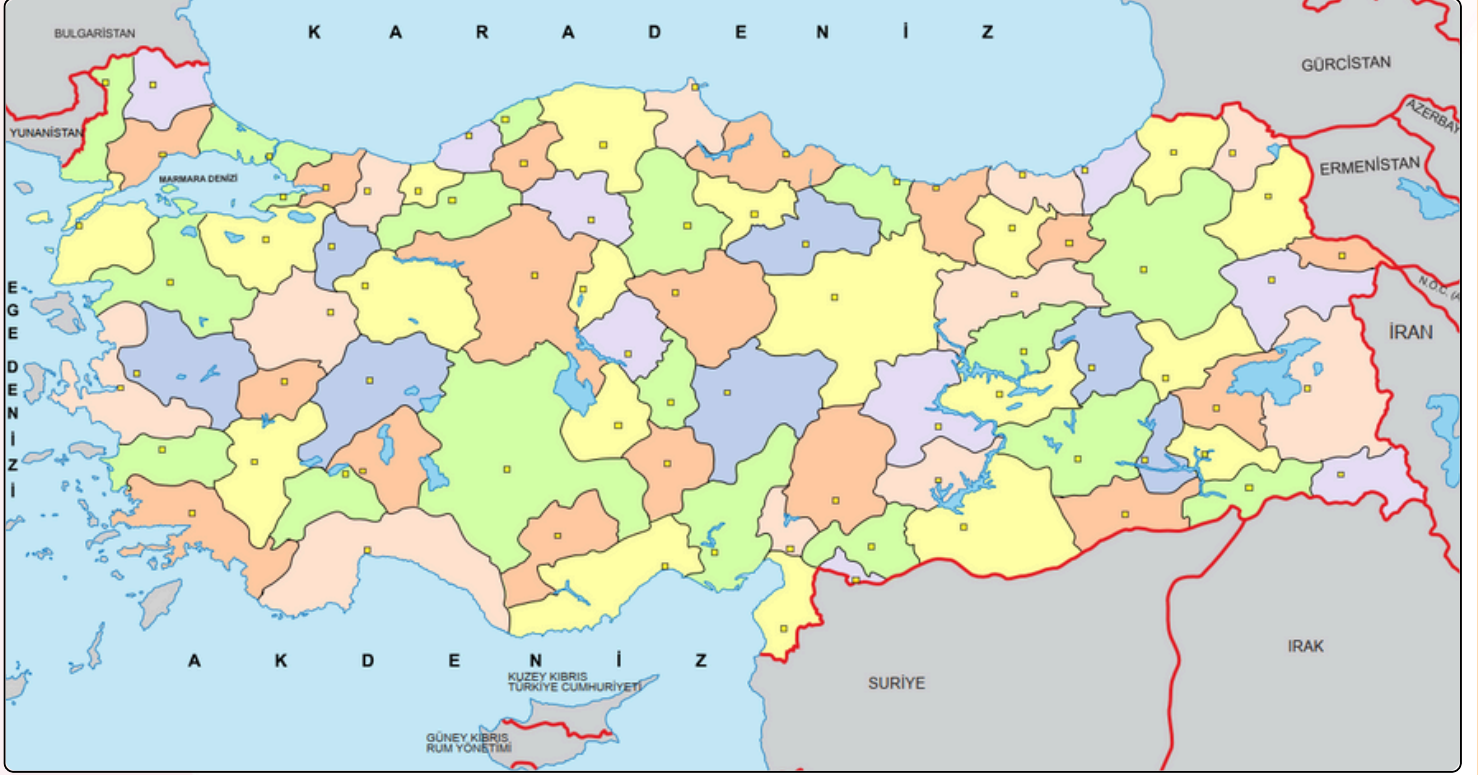 BULGARİSTAN
K A R A D E N İ Z
GÜRCİSTAN
AZERBAY
YUNANİSTAN
ERMENİSTAN
MARMARA DENİZİ
N.Ö.C. (A
E G E D E N İ Z İ
İRAN
A K D E N İ Z
KUZEY KIBRIS
TÜRKİYE CUMHURİYETİ
SURİYE
IRAK
GÜNEY KIBRIS
RUM YÖNETİMİ